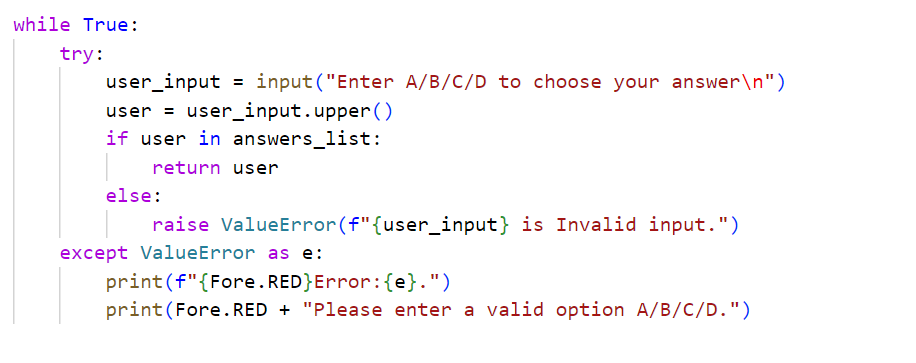 while True:
    try:
        user_input = input("Enter A/B/C/D to choose your answer\n")
        user = user_input.upper()
        if user in answers_list:
            return user
        else:
            raise ValueError(f"{user_input} is Invalid input.")
    except ValueError as e:
        print(f"{Fore.RED}Error:{e}.")
        print(Fore.RED + "Please enter a valid option A/B/C/D.")